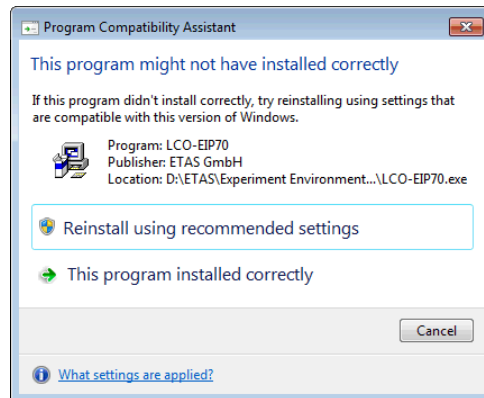 Program Compatibility Assistant
This program might not have installed correctly
If this program didn't install correctly, try reinstalling using settings that
are compatible with this version of Windows.
Program: LCO-EIP70
Publisher: ETAS GmbH
Location: D:\ETAS\Experiment Environment...\LCO-EIP70.exe
Reinstall using recommended settings
This program installed correctly
Cancel
What settings are applied?